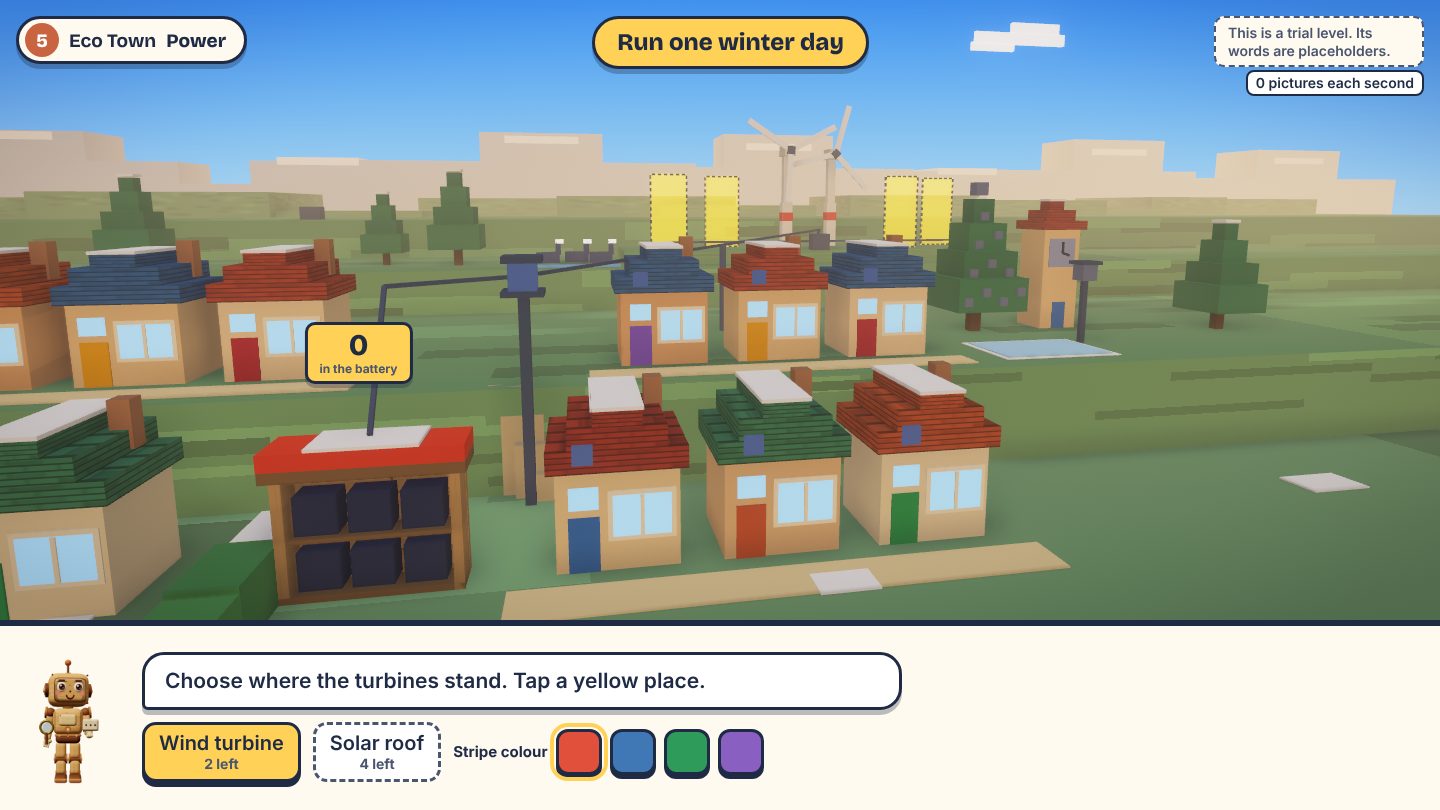 5 Eco Town Power
Run one winter day
This is a trial level. Its
words are placeholders.
0 pictures each second
0
in the battery
Choose where the turbines stand. Tap a yellow place.
Wind turbine
2 left
Solar roof
4 left
Stripe colour